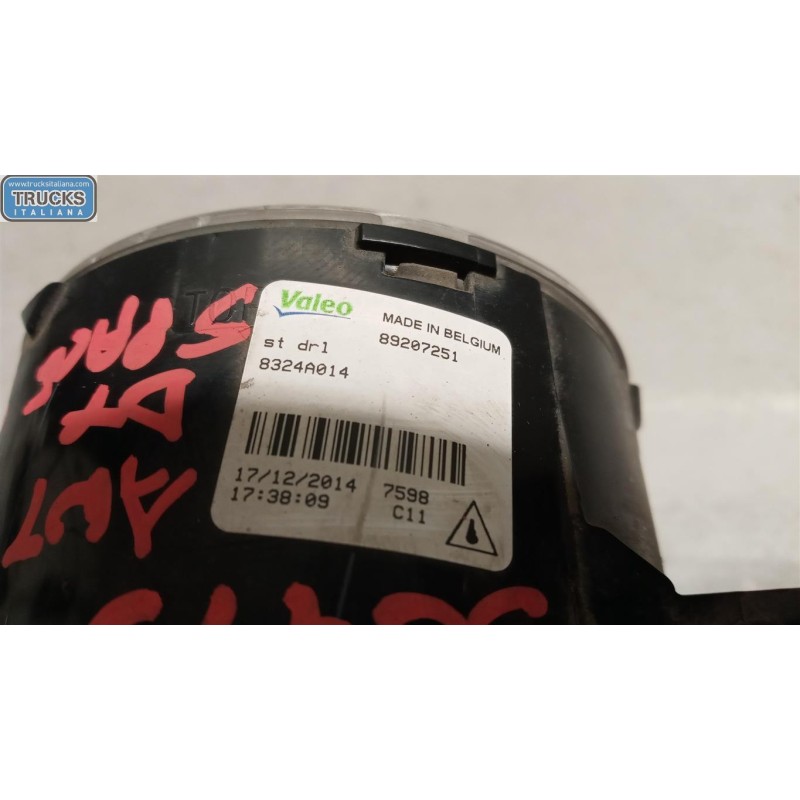 www.trucksitaliana.com
TRUCKS
ITALIANA
TOP
Valeo
MADE IN BELGIUM
st drl
89207251
8324A014
17/12/2014 7598
17:38:09 C11